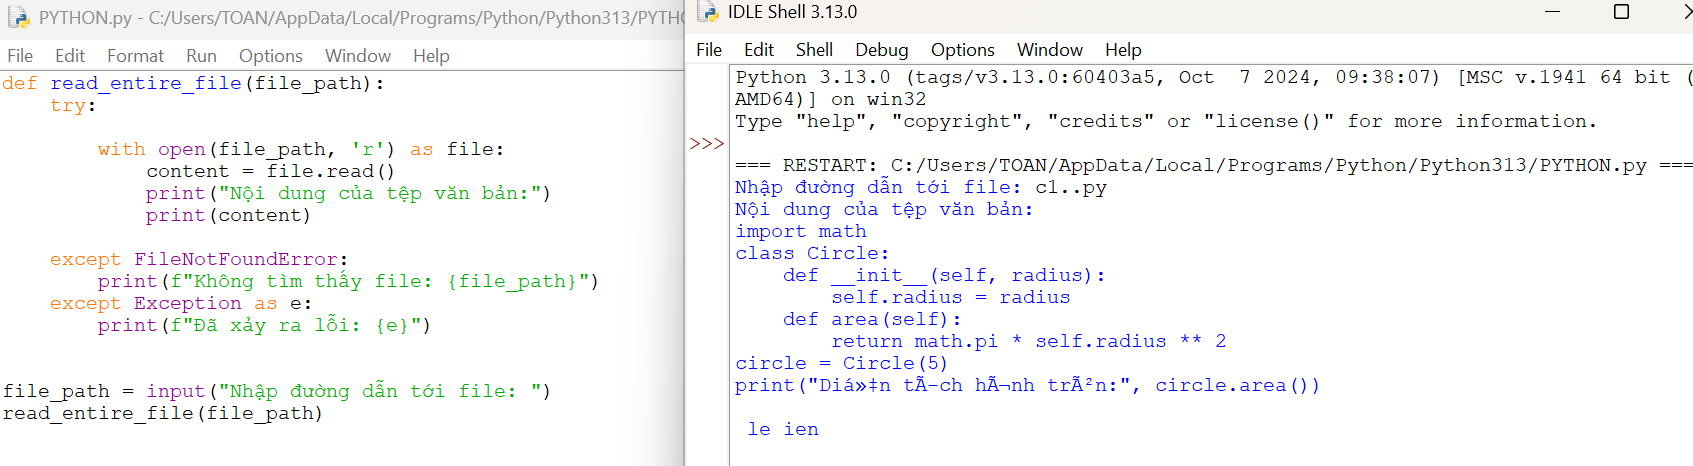 PYTHON.py - C:/Users/TOAN/AppData/Local/Programs/Python/Python313/PYTHO
File Edit Format Run Options Window Help
def read_entire_file(file_path):
    try:

        with open(file_path, 'r') as file:
            content = file.read()
            print("Nội dung của tệp văn bản:")
            print(content)

    except FileNotFoundError:
        print(f"Không tìm thấy file: {file_path}")
    except Exception as e:
        print(f"Đã xảy ra lỗi: {e}")

file_path = input("Nhập đường dẫn tới file: ")
read_entire_file(file_path)
IDLE Shell 3.13.0
File Edit Shell Debug Options Window Help
Python 3.13.0 (tags/v3.13.0:60403a5, Oct  7 2024, 09:38:07) [MSC v.1941 64 bit (
AMD64)] on win32
Type "help", "copyright", "credits" or "license()" for more information.
>>>
=== RESTART: C:/Users/TOAN/AppData/Local/Programs/Python/Python313/PYTHON.py ===
Nhập đường dẫn tới file: c1..py
Nội dung của tệp văn bản:
import math
class Circle:
    def __init__(self, radius):
        self.radius = radius
    def area(self):
        return math.pi * self.radius ** 2
circle = Circle(5)
print("Diá»‡n tÃ-ch hÃ¬nh trÃ²n:", circle.area())

 le ien